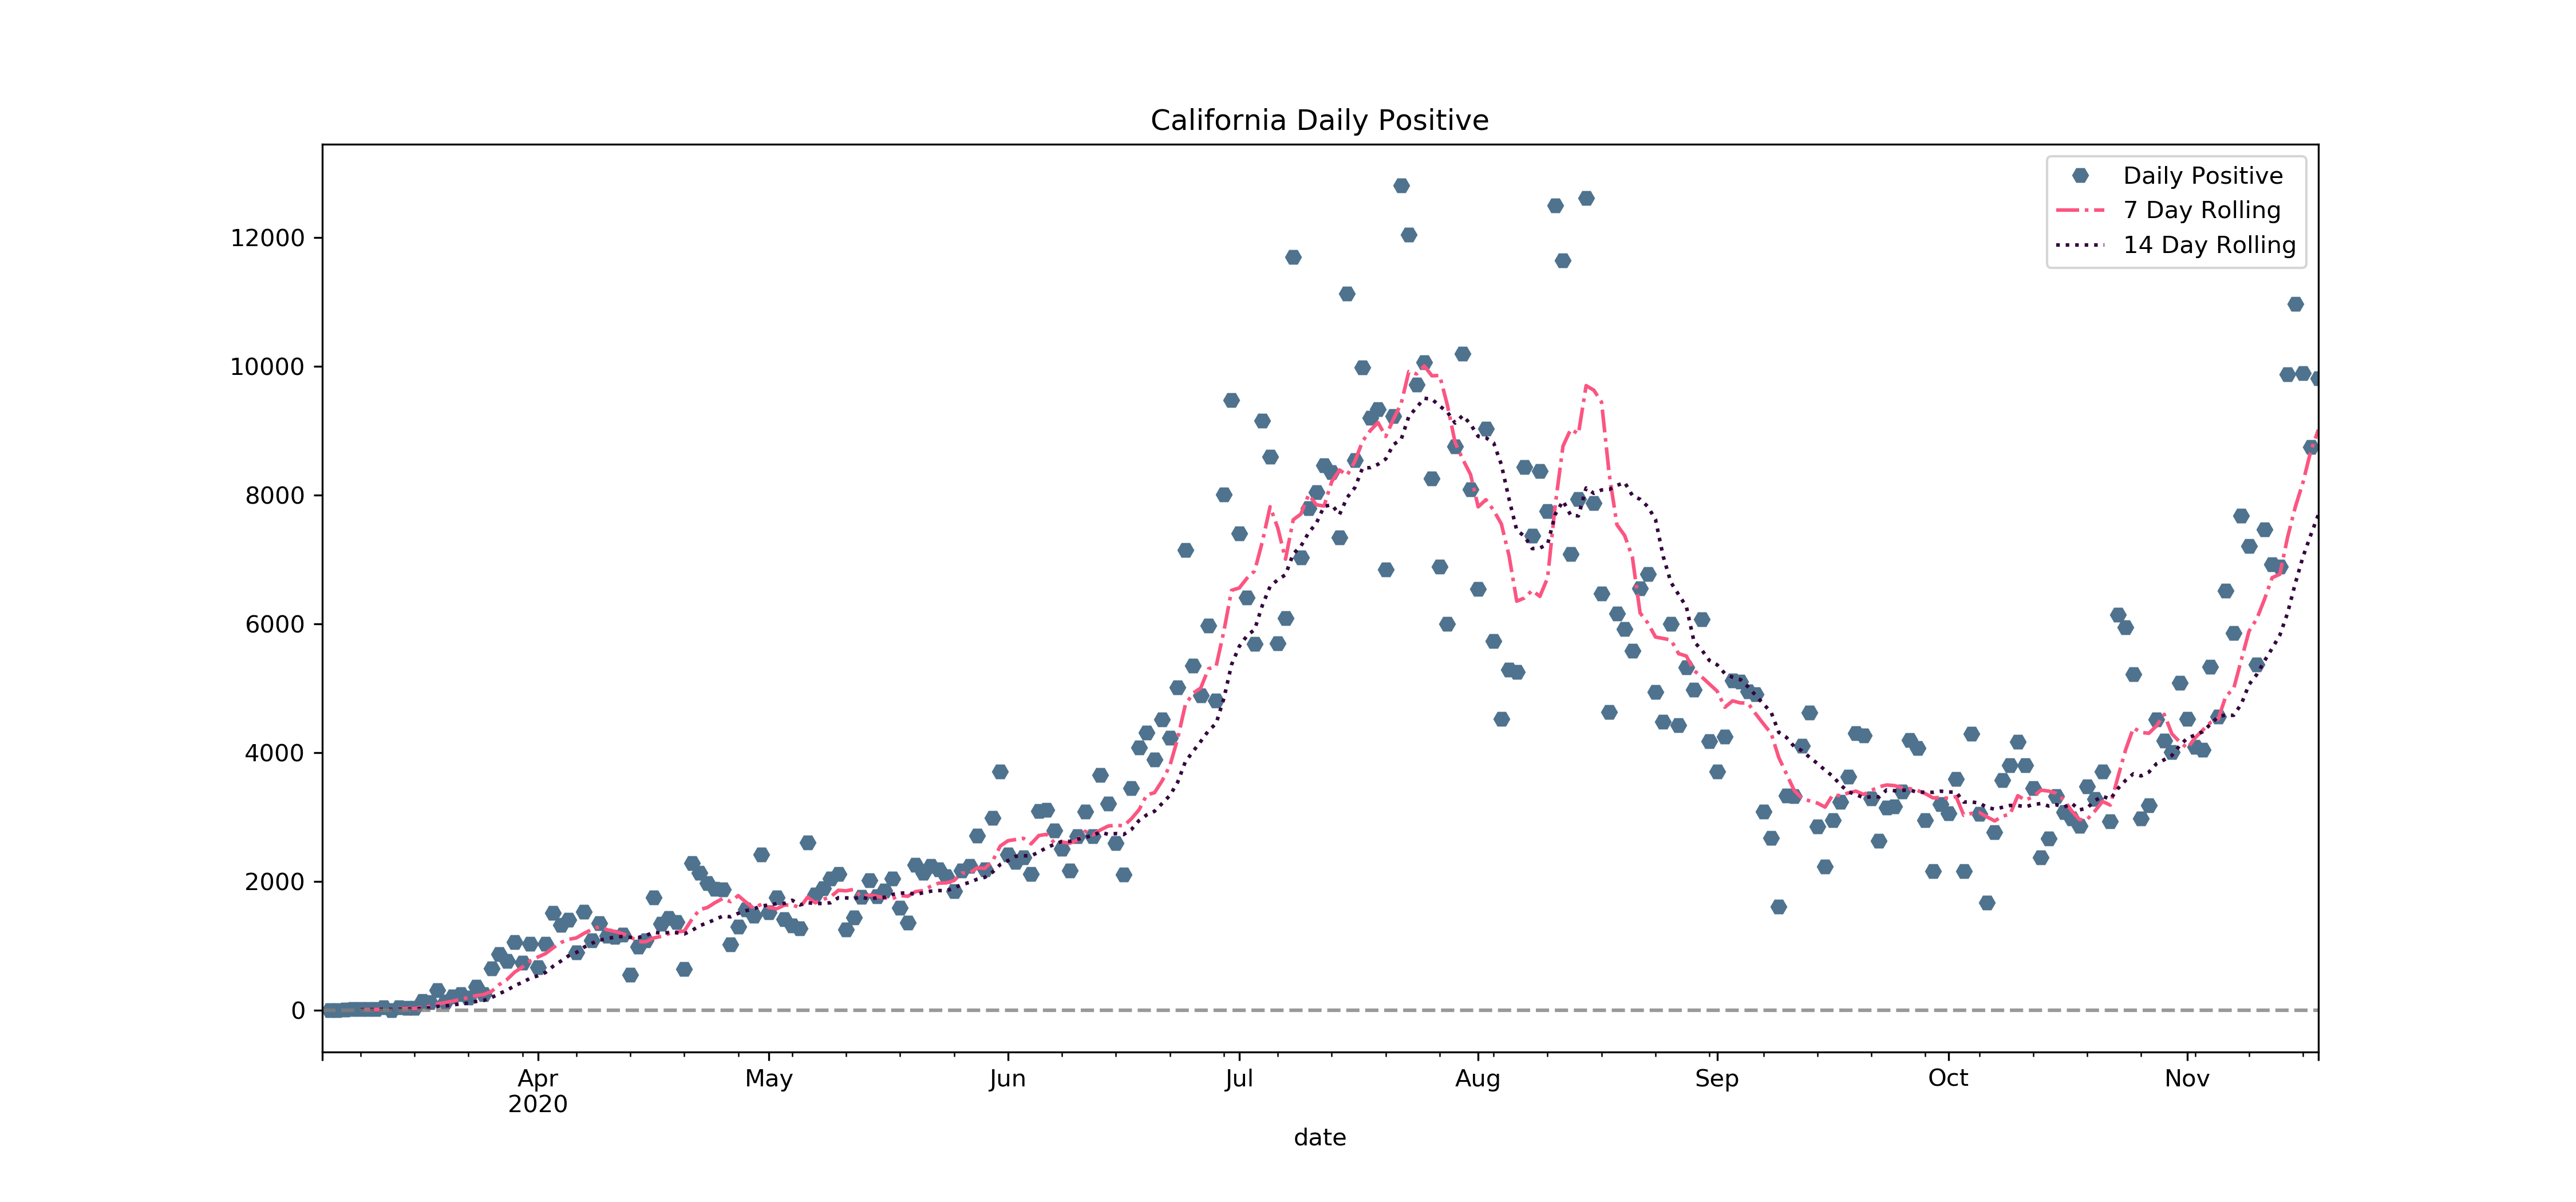 California Daily Positive
Daily Positive
7 Day Rolling
14 Day Rolling
12000
10000
8000
6000
4000
2000
0
Apr
2020
May
Jun
Jul
Aug
Sep
Oct
Nov
date